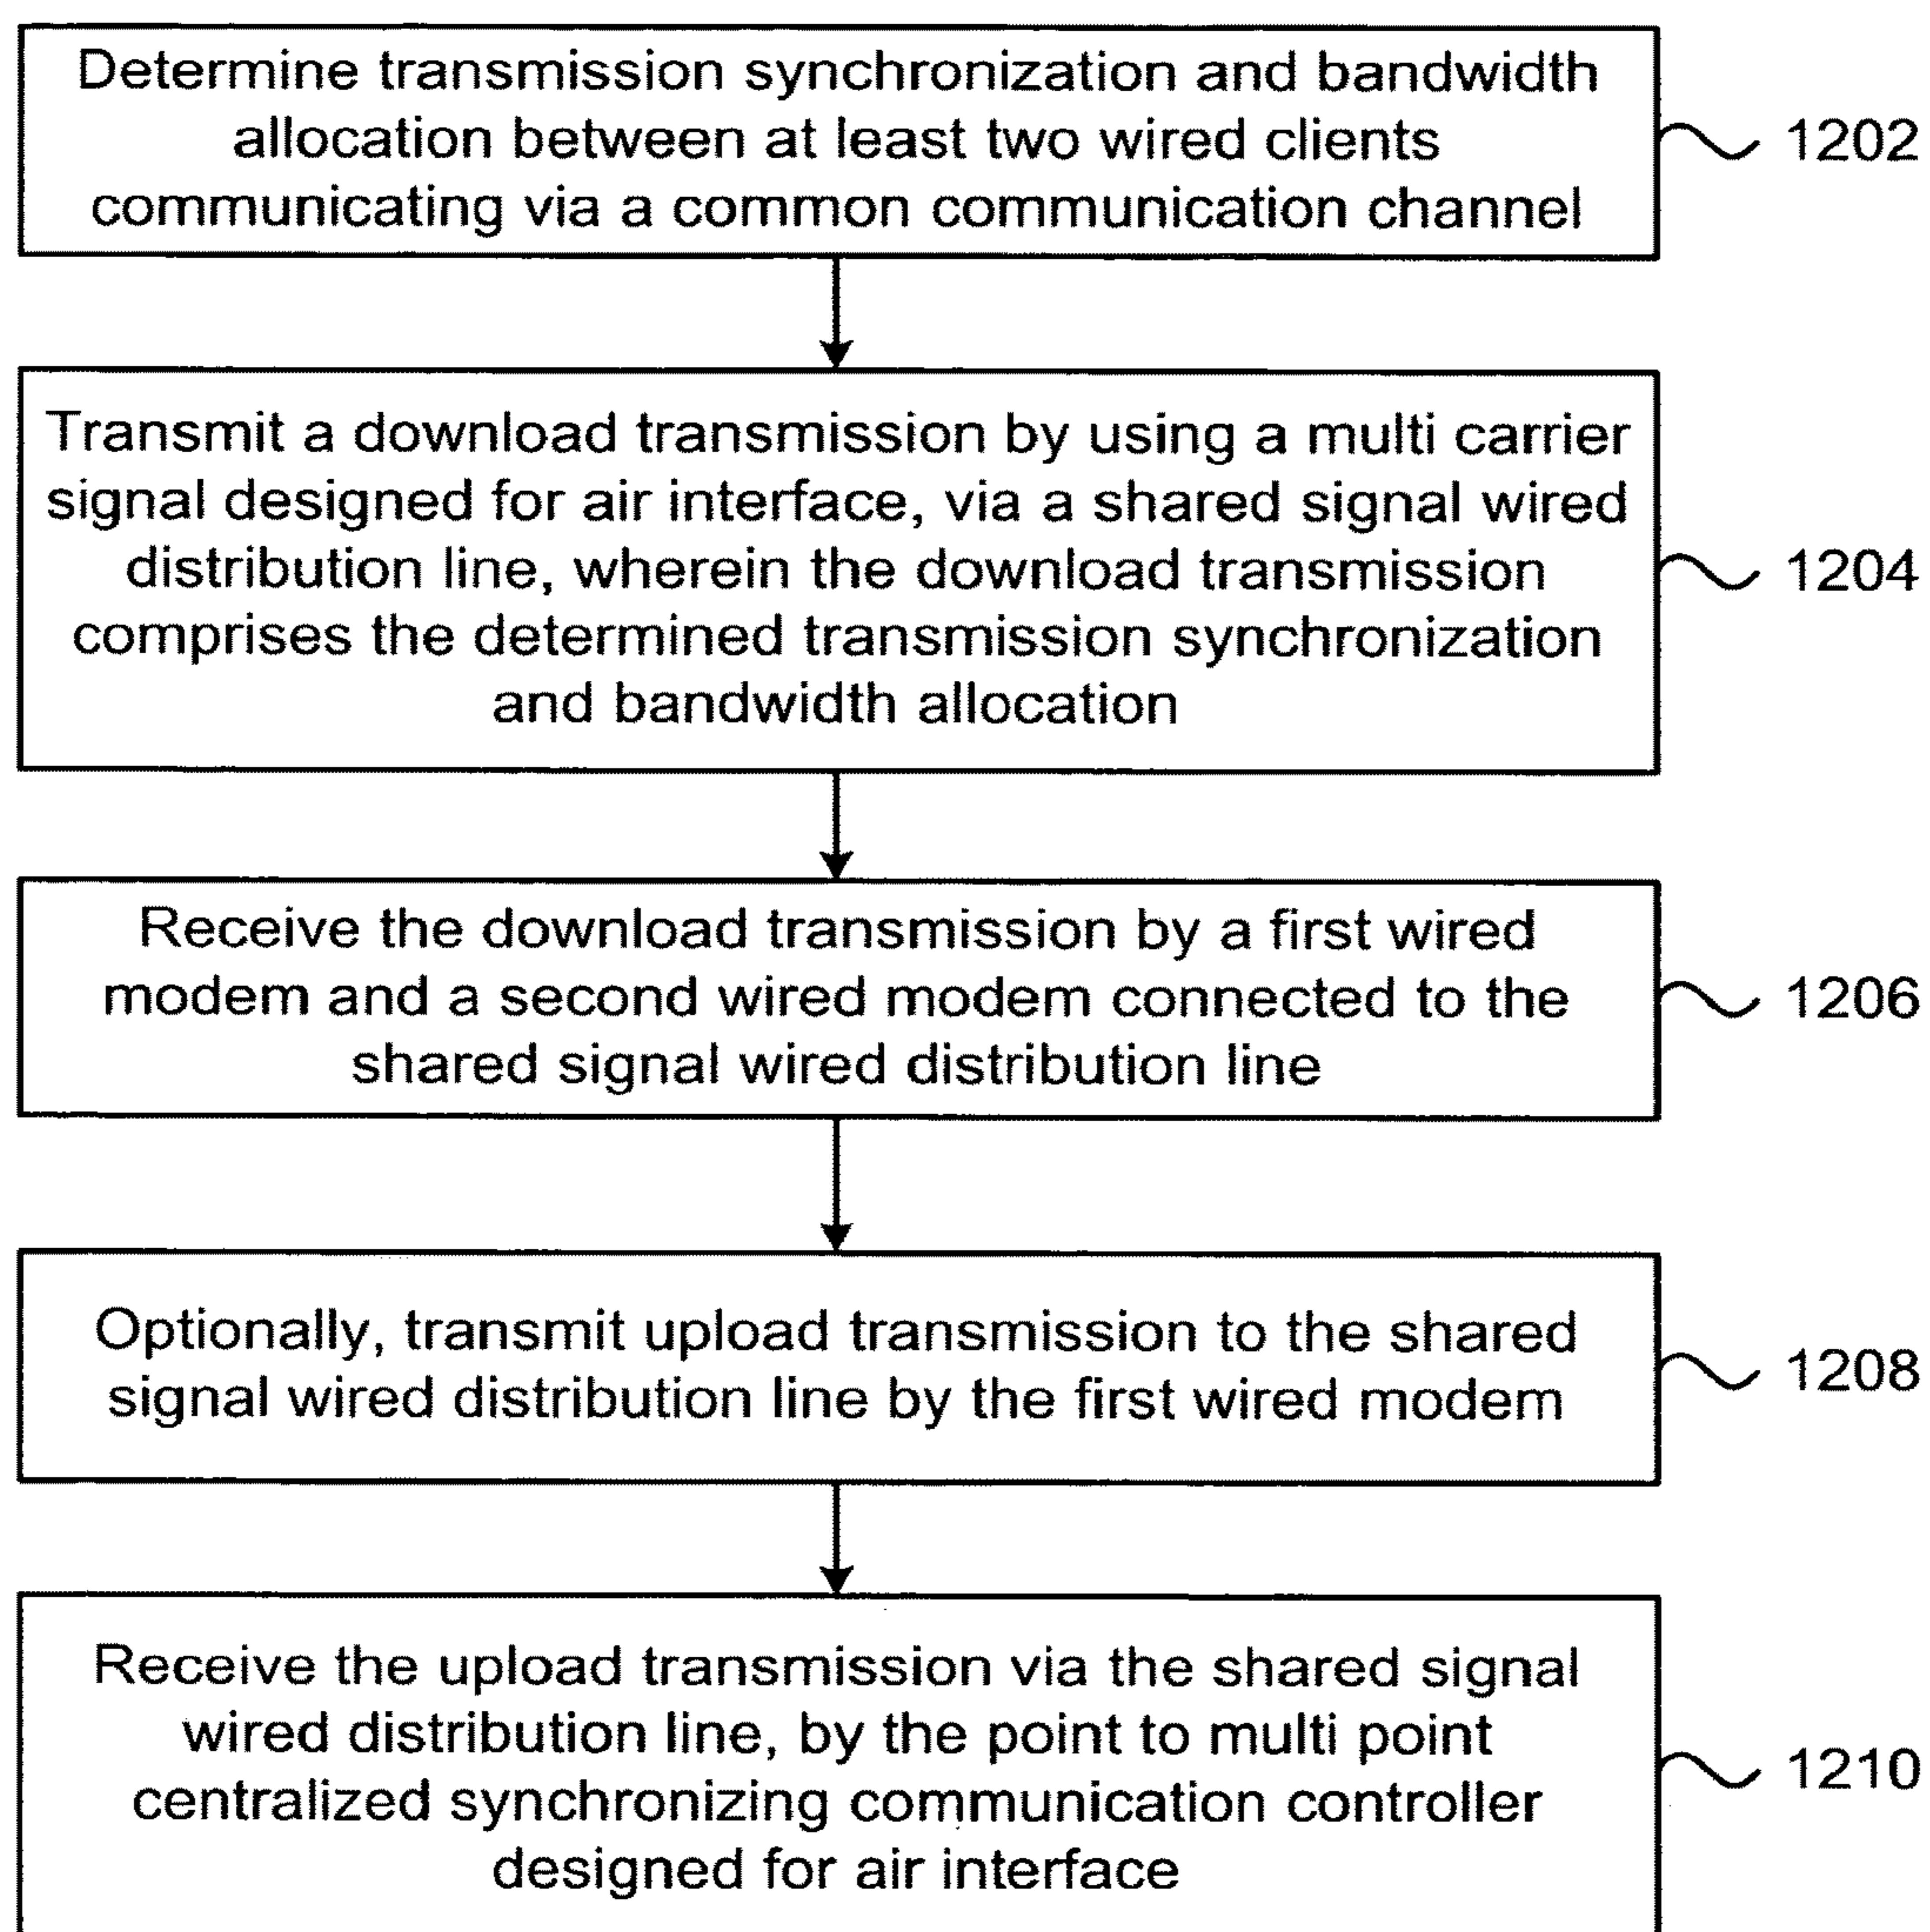 Determine transmission synchronization and bandwidth
allocation between at least two wired clients
communicating via a common communication channel
1202
Transmit a download transmission by using a multi carrier
signal designed for air interface, via a shared signal wired
distribution line, wherein the download transmission
comprises the determined transmission synchronization
and bandwidth allocation
1204
Receive the download transmission by a first wired
modem and a second wired modem connected to the
shared signal wired distribution line
1206
Optionally, transmit upload transmission to the shared
signal wired distribution line by the first wired modem
1208
Receive the upload transmission via the shared signal
wired distribution line, by the point to multi point
centralized synchronizing communication controller
designed for air interface
1210